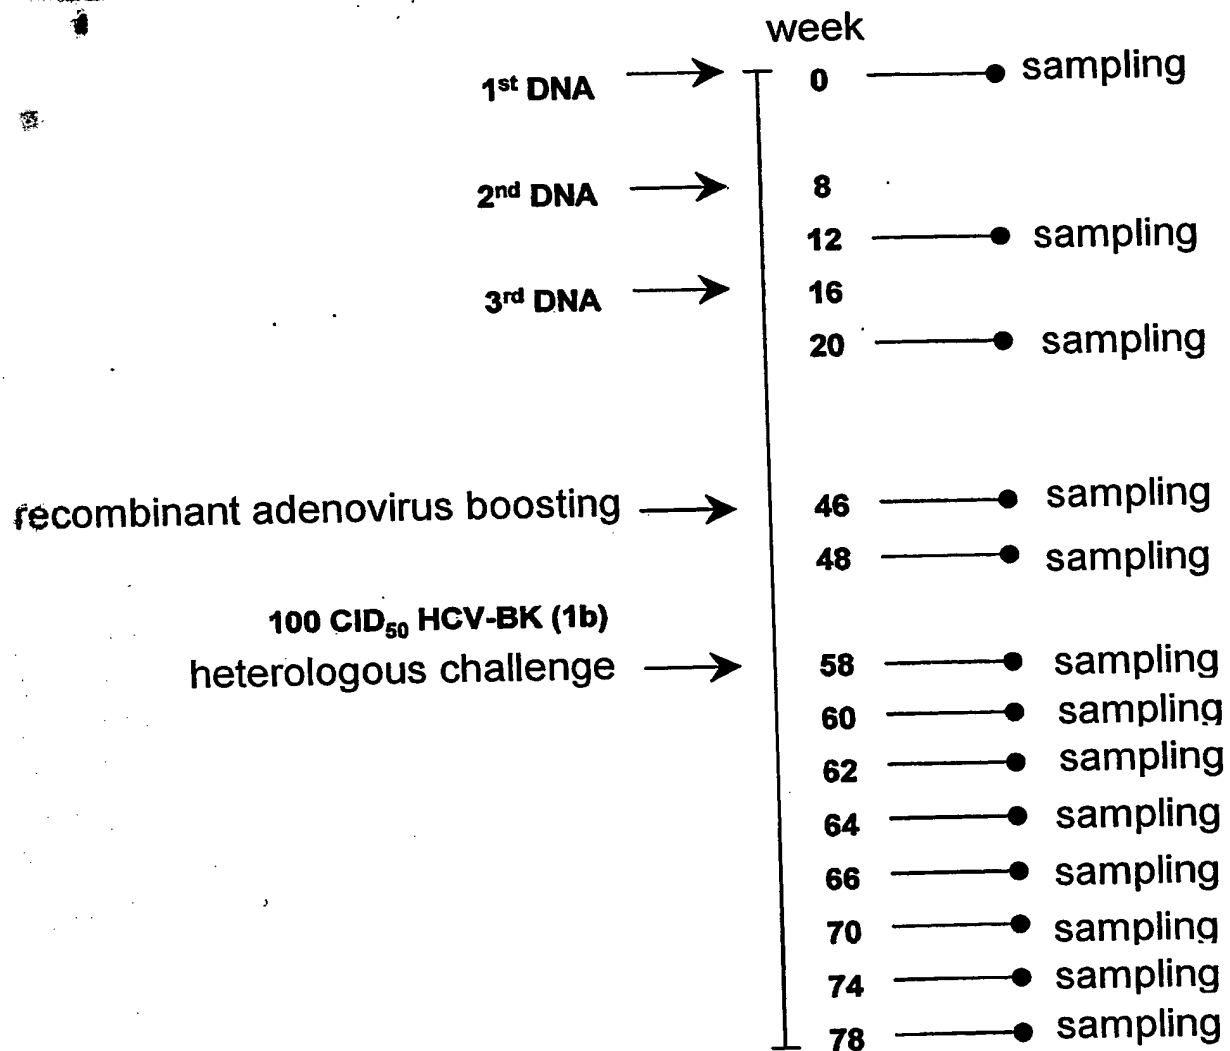 week
1st DNA 0 sampling
2nd DNA 8
12 sampling
3rd DNA 16
20 sampling
recombinant adenovirus boosting 46 sampling
48 sampling
100 CID50 HCV-BK (1b)
heterologous challenge 58 sampling
60 sampling
62 sampling
64 sampling
66 sampling
70 sampling
74 sampling
78 sampling